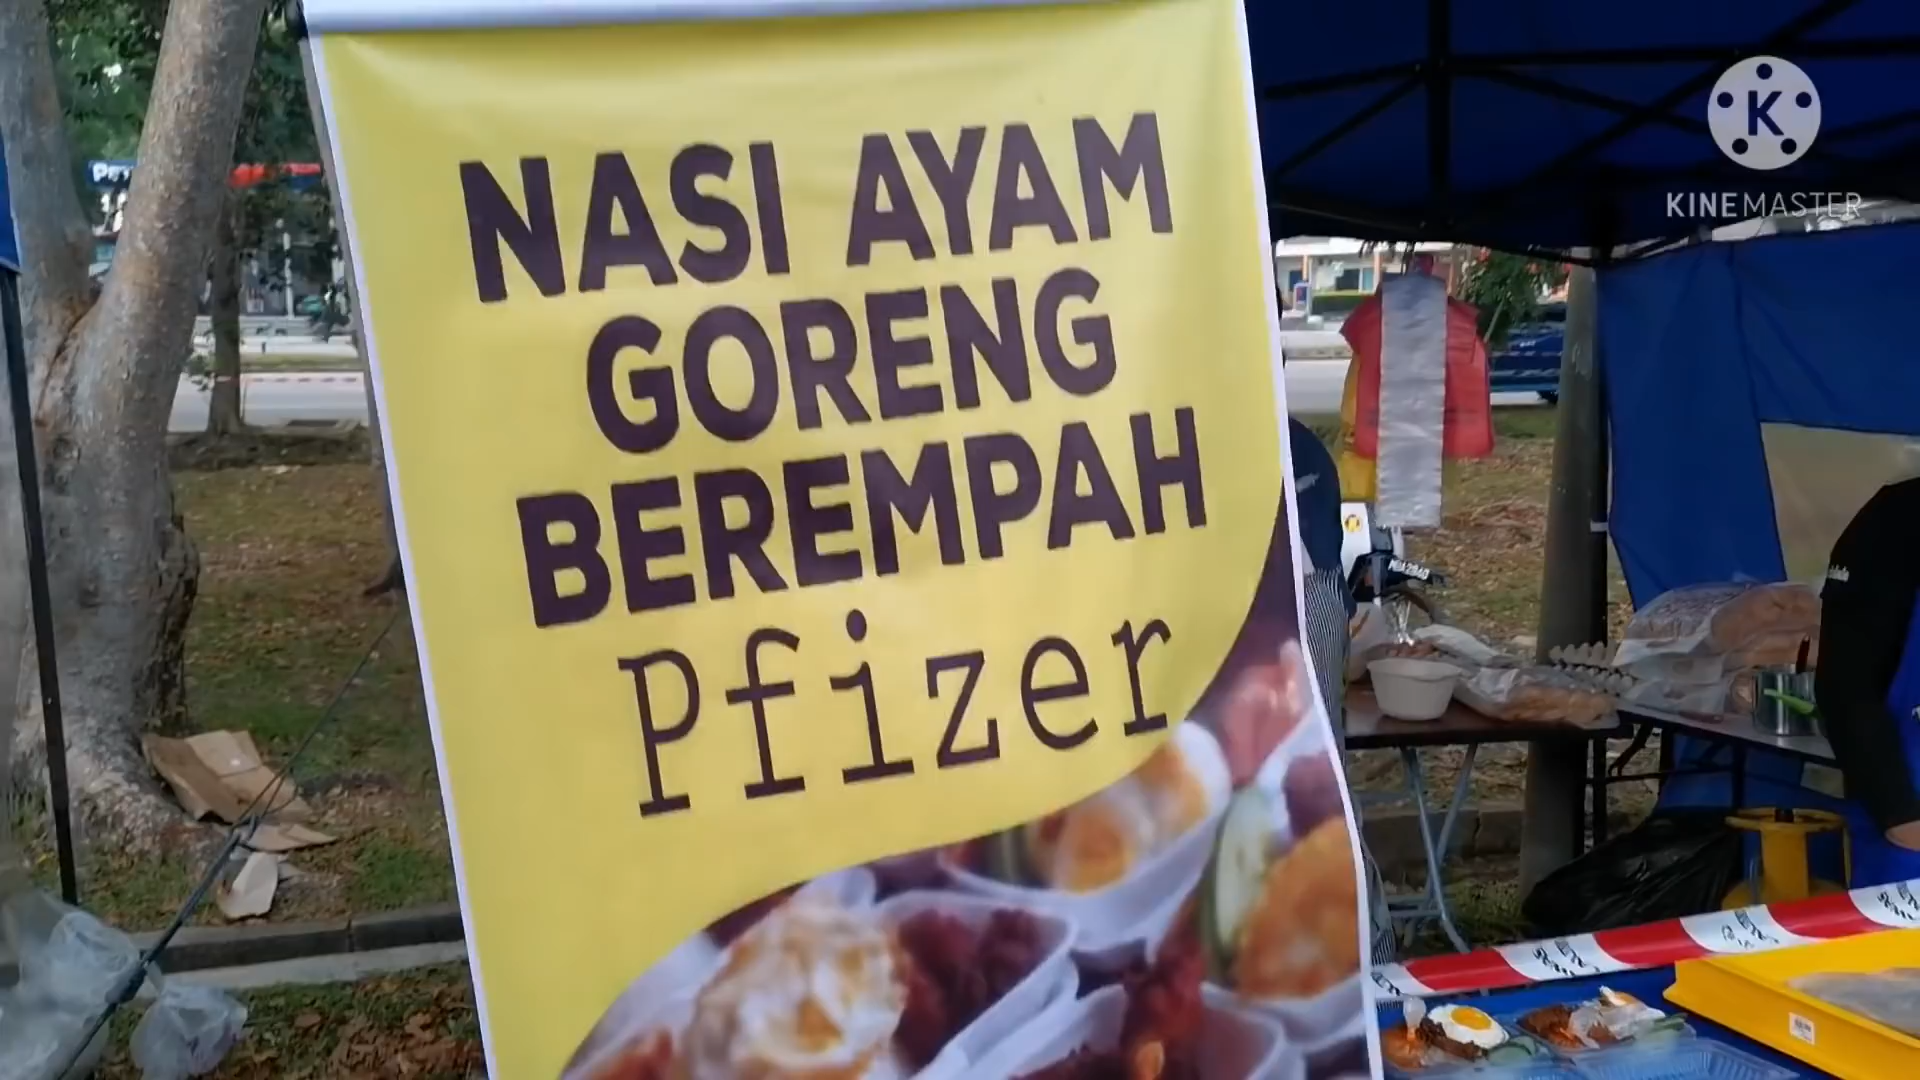 NASI AYAM
GORENG
BEREMPAH
pfizer
K
KINEMASTER